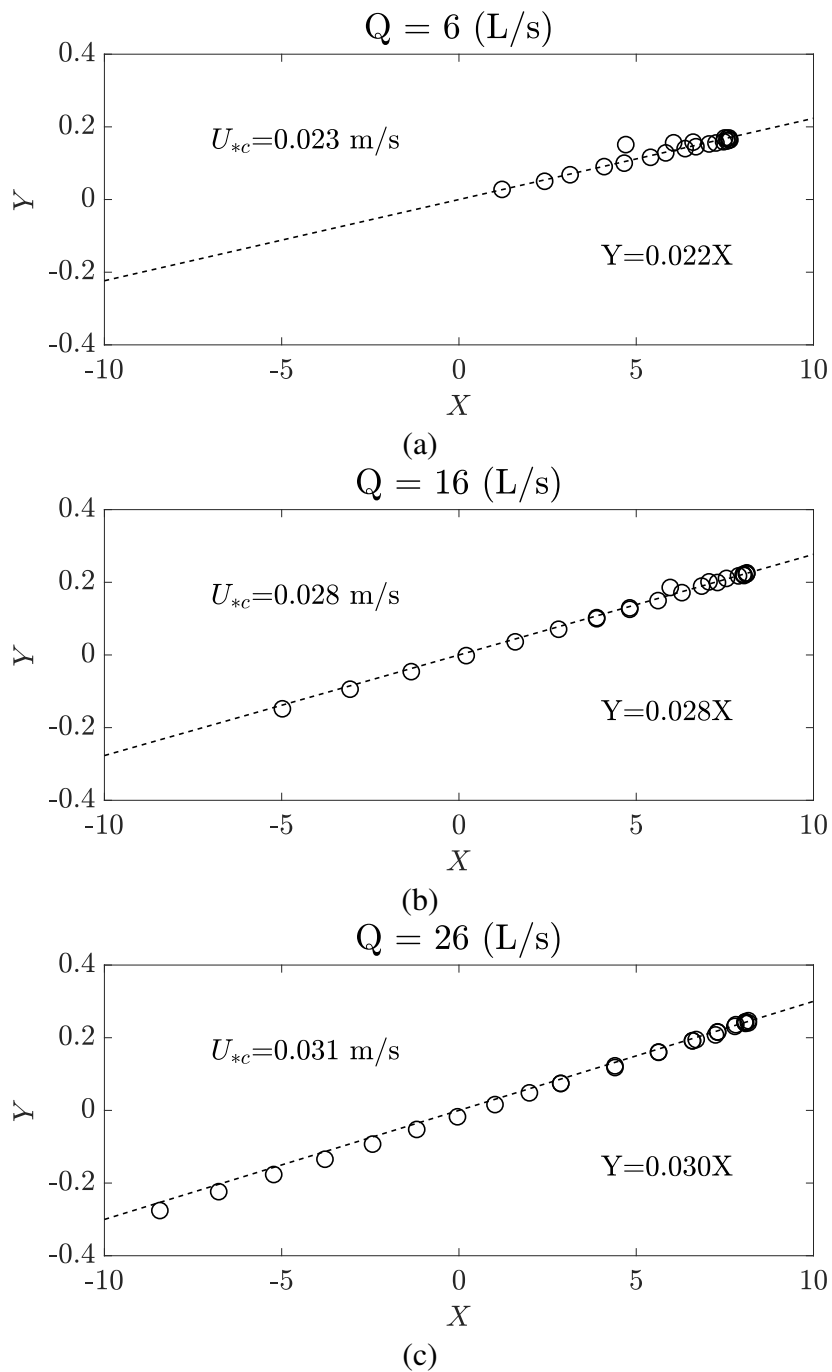 Q = 6 (L/s)
0.4
U*c=0.023 m/s
0.2
Y
0
Y=0.022X
-0.2
-0.4
-10 -5 0 5 10
X
(a)
Q = 16 (L/s)
0.4
U*c=0.028 m/s
0.2
Y
0
Y=0.028X
-0.2
-0.4
-10 -5 0 5 10
X
(b)
Q = 26 (L/s)
0.4
U*c=0.031 m/s
0.2
Y
0
Y=0.030X
-0.2
-0.4
-10 -5 0 5 10
X
(c)